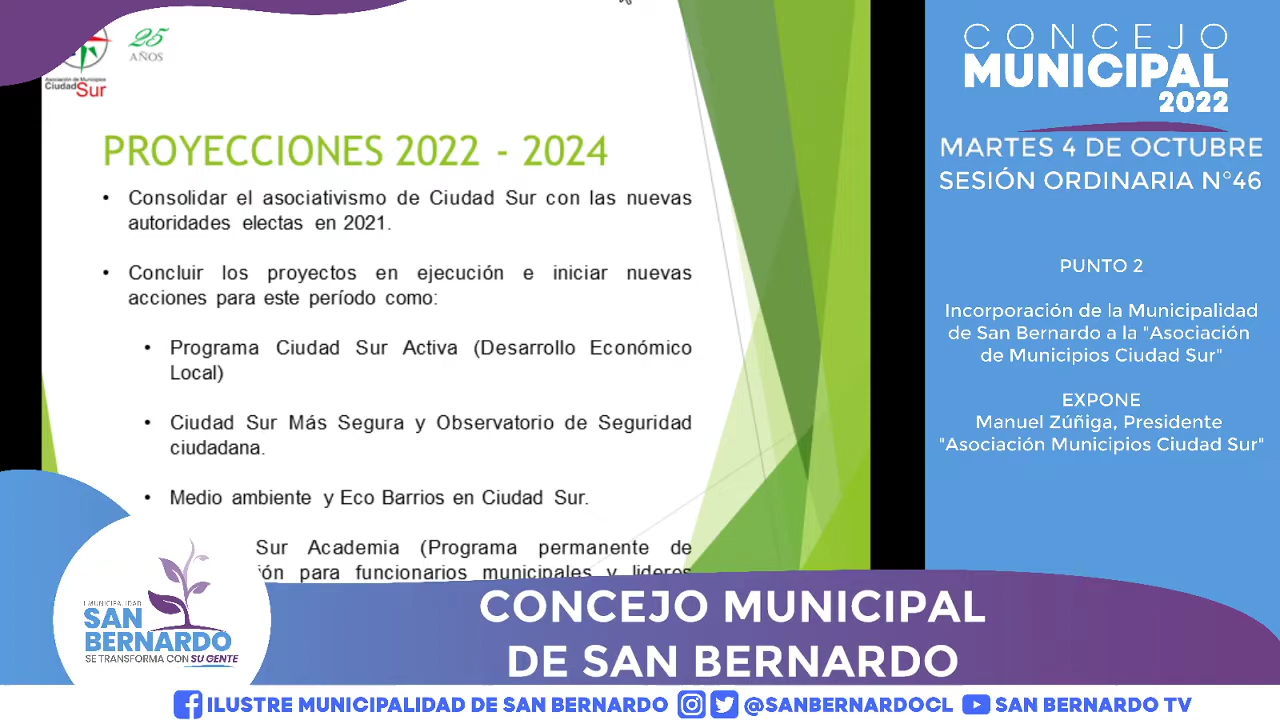 25
AÑOS
Asociación de Municipios
Ciudad Sur
PROYECCIONES 2022 - 2024
• Consolidar el asociativismo de Ciudad Sur con las nuevas
autoridades electas en 2021.
• Concluir los proyectos en ejecución e iniciar nuevas
acciones para este período como:
• Programa Ciudad Sur Activa (Desarrollo Económico
Local)
• Ciudad Sur Más Segura y Observatorio de Seguridad
ciudadana.
• Medio ambiente y Eco Barrios en Ciudad Sur.
Sur Academia (Programa permanente de
ión para funcionarios municipales y lideres
CONCEJO
MUNICIPAL
2022
MARTES 4 DE OCTUBRE
SESIÓN ORDINARIA N°46
PUNTO 2
Incorporación de la Municipalidad
de San Bernardo a la "Asociación
de Municipios Ciudad Sur"
EXPONE
Manuel Zúñiga, Presidente
"Asociación Municipios Ciudad Sur"
I. MUNICIPALIDAD
SAN
BERNARDO
SE TRANSFORMA CON SU GENTE
CONCEJO MUNICIPAL
DE SAN BERNARDO
ILUSTRE MUNICIPALIDAD DE SAN BERNARDO @SANBERNARDOCL SAN BERNARDO TV